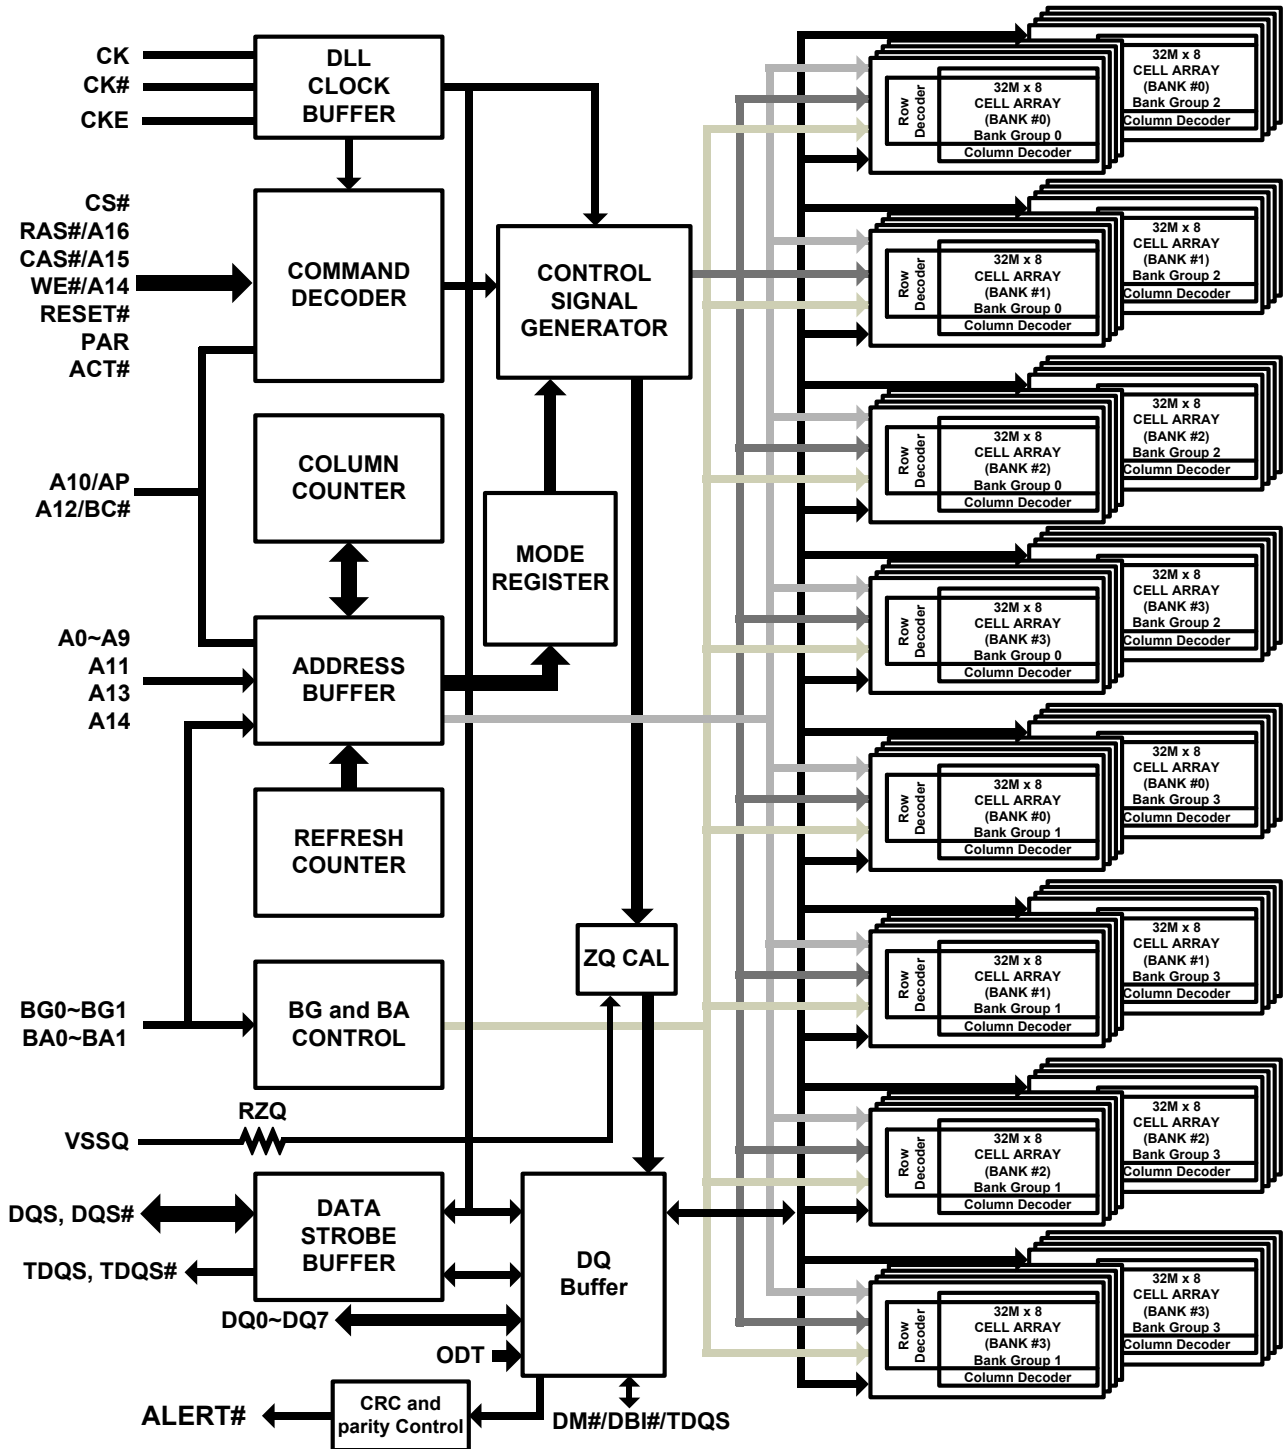 CK
CK#
CKE
DLL
CLOCK
BUFFER
CS#
RAS#/A16
CAS#/A15
WE#/A14
RESET#
PAR
ACT#
COMMAND
DECODER
CONTROL
SIGNAL
GENERATOR
A10/AP
A12/BC#
COLUMN
COUNTER
MODE
REGISTER
A0~A9
A11
A13
A14
ADDRESS
BUFFER
REFRESH
COUNTER
ZQ CAL
BG0~BG1
BA0~BA1
BG and BA
CONTROL
RZQ
VSSQ
DQS, DQS#
TDQS, TDQS#
DATA
STROBE
BUFFER
DQ
Buffer
DQ0~DQ7
ODT
ALERT#
CRC and
parity Control
DM#/DBI#/TDQS
32M x 8
CELL ARRAY
(BANK #0)
Bank Group 2
Column Decoder
Row
Decoder
32M x 8
CELL ARRAY
(BANK #0)
Bank Group 0
Column Decoder
32M x 8
CELL ARRAY
(BANK #1)
Bank Group 2
Column Decoder
Row
Decoder
32M x 8
CELL ARRAY
(BANK #1)
Bank Group 0
Column Decoder
32M x 8
CELL ARRAY
(BANK #2)
Bank Group 2
Column Decoder
Row
Decoder
32M x 8
CELL ARRAY
(BANK #2)
Bank Group 0
Column Decoder
32M x 8
CELL ARRAY
(BANK #3)
Bank Group 2
Column Decoder
Row
Decoder
32M x 8
CELL ARRAY
(BANK #3)
Bank Group 0
Column Decoder
32M x 8
CELL ARRAY
(BANK #0)
Bank Group 3
Column Decoder
Row
Decoder
32M x 8
CELL ARRAY
(BANK #0)
Bank Group 1
Column Decoder
32M x 8
CELL ARRAY
(BANK #1)
Bank Group 3
Column Decoder
Row
Decoder
32M x 8
CELL ARRAY
(BANK #1)
Bank Group 1
Column Decoder
32M x 8
CELL ARRAY
(BANK #2)
Bank Group 3
Column Decoder
Row
Decoder
32M x 8
CELL ARRAY
(BANK #2)
Bank Group 1
Column Decoder
32M x 8
CELL ARRAY
(BANK #3)
Bank Group 3
Column Decoder
Row
Decoder
32M x 8
CELL ARRAY
(BANK #3)
Bank Group 1
Column Decoder